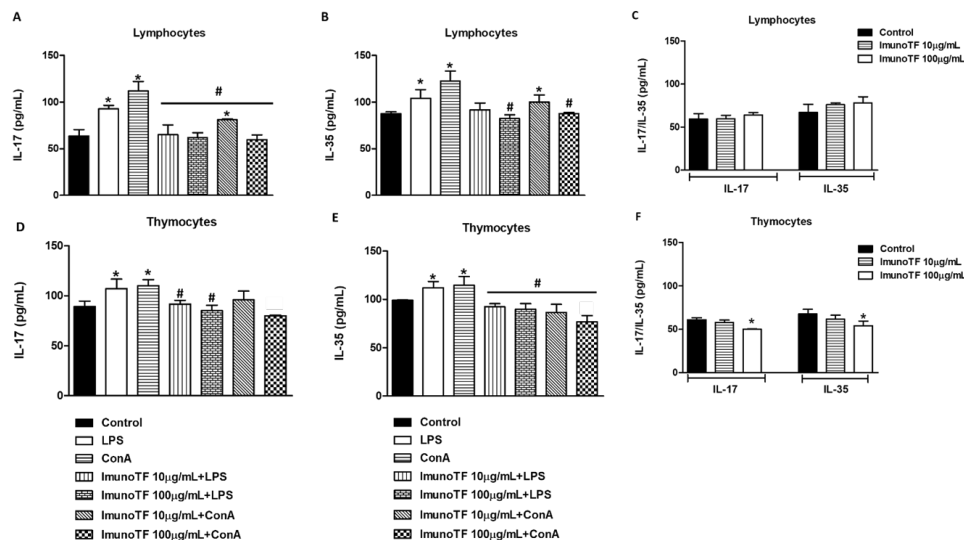 A
Lymphocytes
IL-17 (pg/mL)
150
100
50
0
*
*
#
*
B
Lymphocytes
IL-35 (pg/mL)
150
100
50
0
*
*
#
*
#
C
Lymphocytes
IL-17/IL-35 (pg/mL)
150
100
50
0
Control
ImunoTF 10μg/mL
ImunoTF 100μg/mL
IL-17
IL-35
D
Thymocytes
IL-17 (pg/mL)
150
100
50
0
*
*
#
#
E
Thymocytes
IL-35 (pg/mL)
150
100
50
0
*
*
#
F
Thymocytes
IL-17/IL-35 (pg/mL)
150
100
50
0
*
*
Control
ImunoTF 10μg/mL
ImunoTF 100μg/mL
IL-17
IL-35
Control
LPS
ConA
ImunoTF 10μg/mL+LPS
ImunoTF 100μg/mL+LPS
ImunoTF 10μg/mL+ConA
ImunoTF 100μg/mL+ConA
Control
LPS
ConA
ImunoTF 10μg/mL+LPS
ImunoTF 100μg/mL+LPS
ImunoTF 10μg/mL+ConA
ImunoTF 100μg/mL+ConA